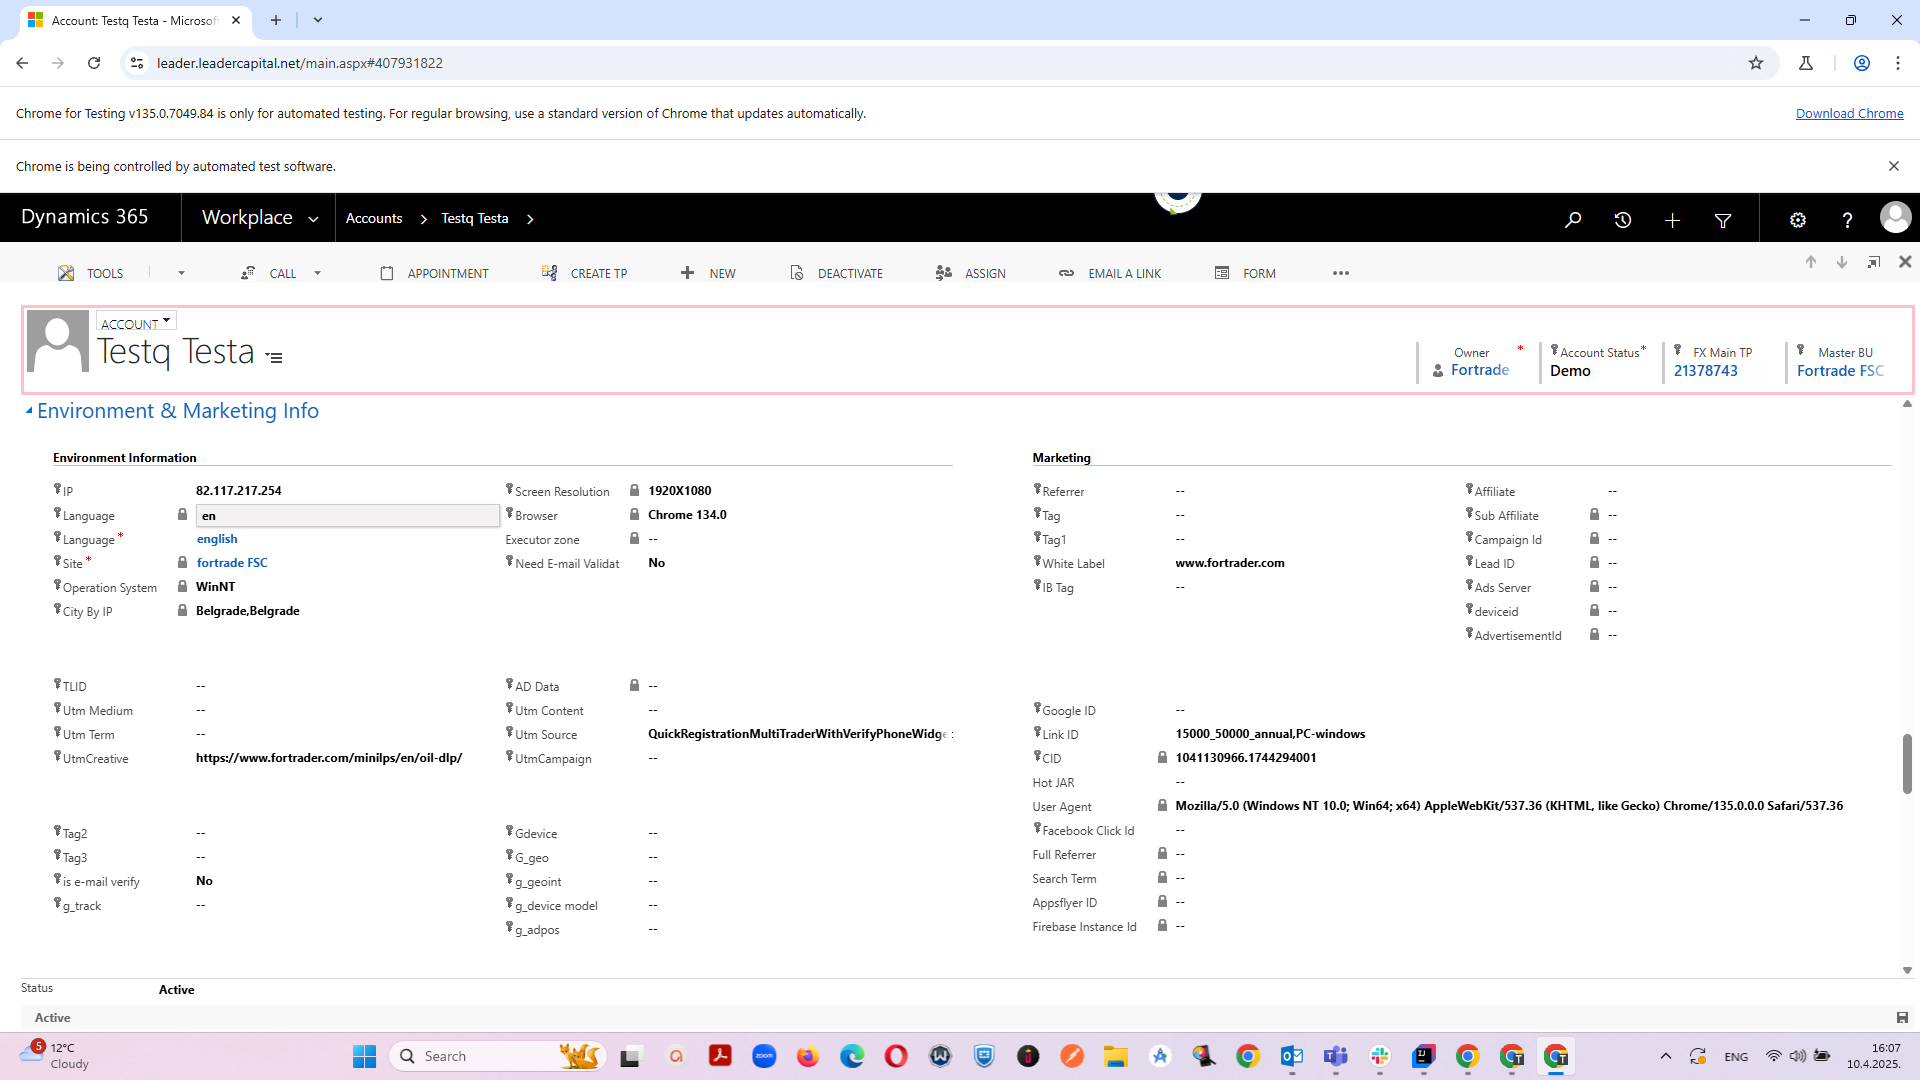 Account: Testq Testa - Microsof
leader.leadercapital.net/main.aspx#407931822
Chrome for Testing v135.0.7049.84 is only for automated testing. For regular browsing, use a standard version of Chrome that updates automatically.
Download Chrome
Chrome is being controlled by automated test software.
Dynamics 365
Workplace
Accounts
Testq Testa
?
TOOLS
CALL
APPOINTMENT
CREATE TP
NEW
DEACTIVATE
ASSIGN
EMAIL A LINK
FORM
ACCOUNT
Testq Testa
Owner *
Fortrade
Account Status *
Demo
FX Main TP
21378743
Master BU
Fortrade FSC
Environment & Marketing Info
Environment Information
IP 82.117.217.254
Language en
Language * english
Site * fortrade FSC
Operation System WinNT
City By IP Belgrade,Belgrade
Screen Resolution 1920X1080
Browser Chrome 134.0
Executor zone --
Need E-mail Validat No
TLID --
Utm Medium --
Utm Term --
UtmCreative https://www.fortrader.com/minilps/en/oil-dlp/
AD Data --
Utm Content --
Utm Source QuickRegistrationMultiTraderWithVerifyPhoneWidge
UtmCampaign --
Tag2 --
Tag3 --
is e-mail verify No
g_track --
Gdevice --
G_geo --
g_geoint --
g_device model --
g_adpos --
Marketing
Referrer --
Tag --
Tag1 --
White Label www.fortrader.com
IB Tag --
Affiliate --
Sub Affiliate --
Campaign Id --
Lead ID --
Ads Server --
deviceid --
AdvertisementId --
Google ID --
Link ID 15000_50000_annual,PC-windows
CID 1041130966.1744294001
Hot JAR --
User Agent Mozilla/5.0 (Windows NT 10.0; Win64; x64) AppleWebKit/537.36 (KHTML, like Gecko) Chrome/135.0.0.0 Safari/537.36
Facebook Click Id --
Full Referrer --
Search Term --
Appsflyer ID --
Firebase Instance Id --
Status Active
Active
5
12°C
Cloudy
Search
zoom
ENG
16:07
10.4.2025.